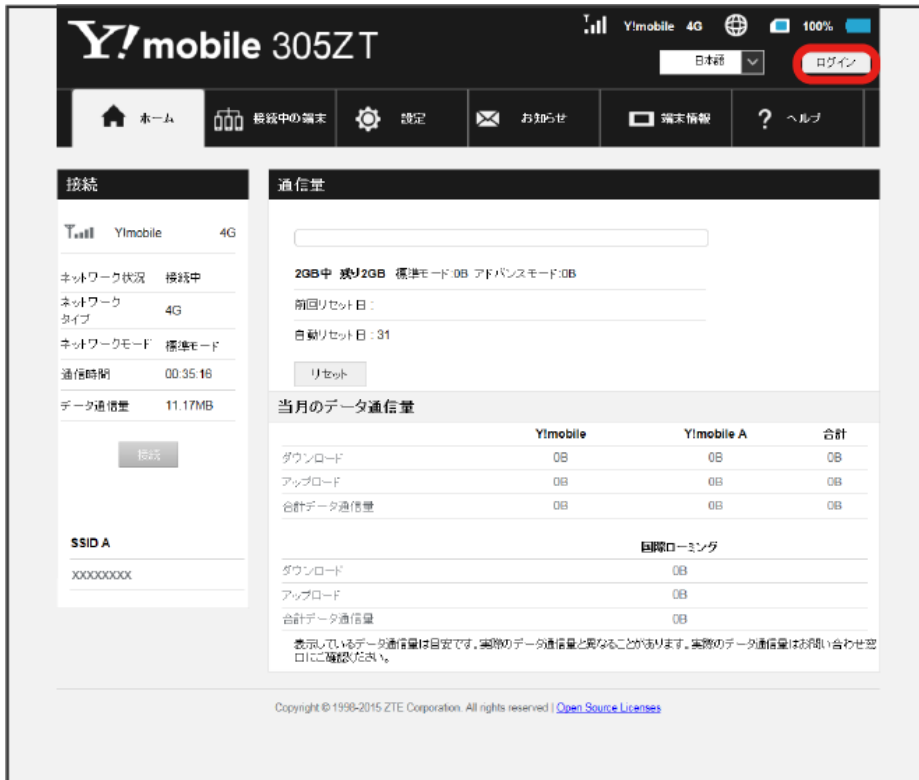 Y!mobile 305ZT
Y!mobile 4G 100%
日本語 ログイン
ホーム 接続中の端末 設定 お知らせ 端末情報 ? ヘルプ
接続
Y!mobile 4G
ネットワーク状況 接続中
ネットワーク
タイプ 4G
ネットワークモード 標準モード
通信時間 00:35:16
データ通信量 11.17MB
接続
SSID A
XXXXXXXX
通信量
2GB中 残り2GB 標準モード:0B アドバンスモード:0B
前回リセット日 :
自動リセット日 : 31
リセット
当月のデータ通信量
Y!mobile Y!mobile A 合計
ダウンロード 0B 0B 0B
アップロード 0B 0B 0B
合計データ通信量 0B 0B 0B
国際ローミング
ダウンロード 0B
アップロード 0B
合計データ通信量 0B
表示しているデータ通信量は目安です。実際のデータ通信量と異なることがあります。実際のデータ通信量はお問い合わせ窓
口にご確認ください。
Copyright © 1998-2015 ZTE Corporation. All rights reserved | Open Source Licenses